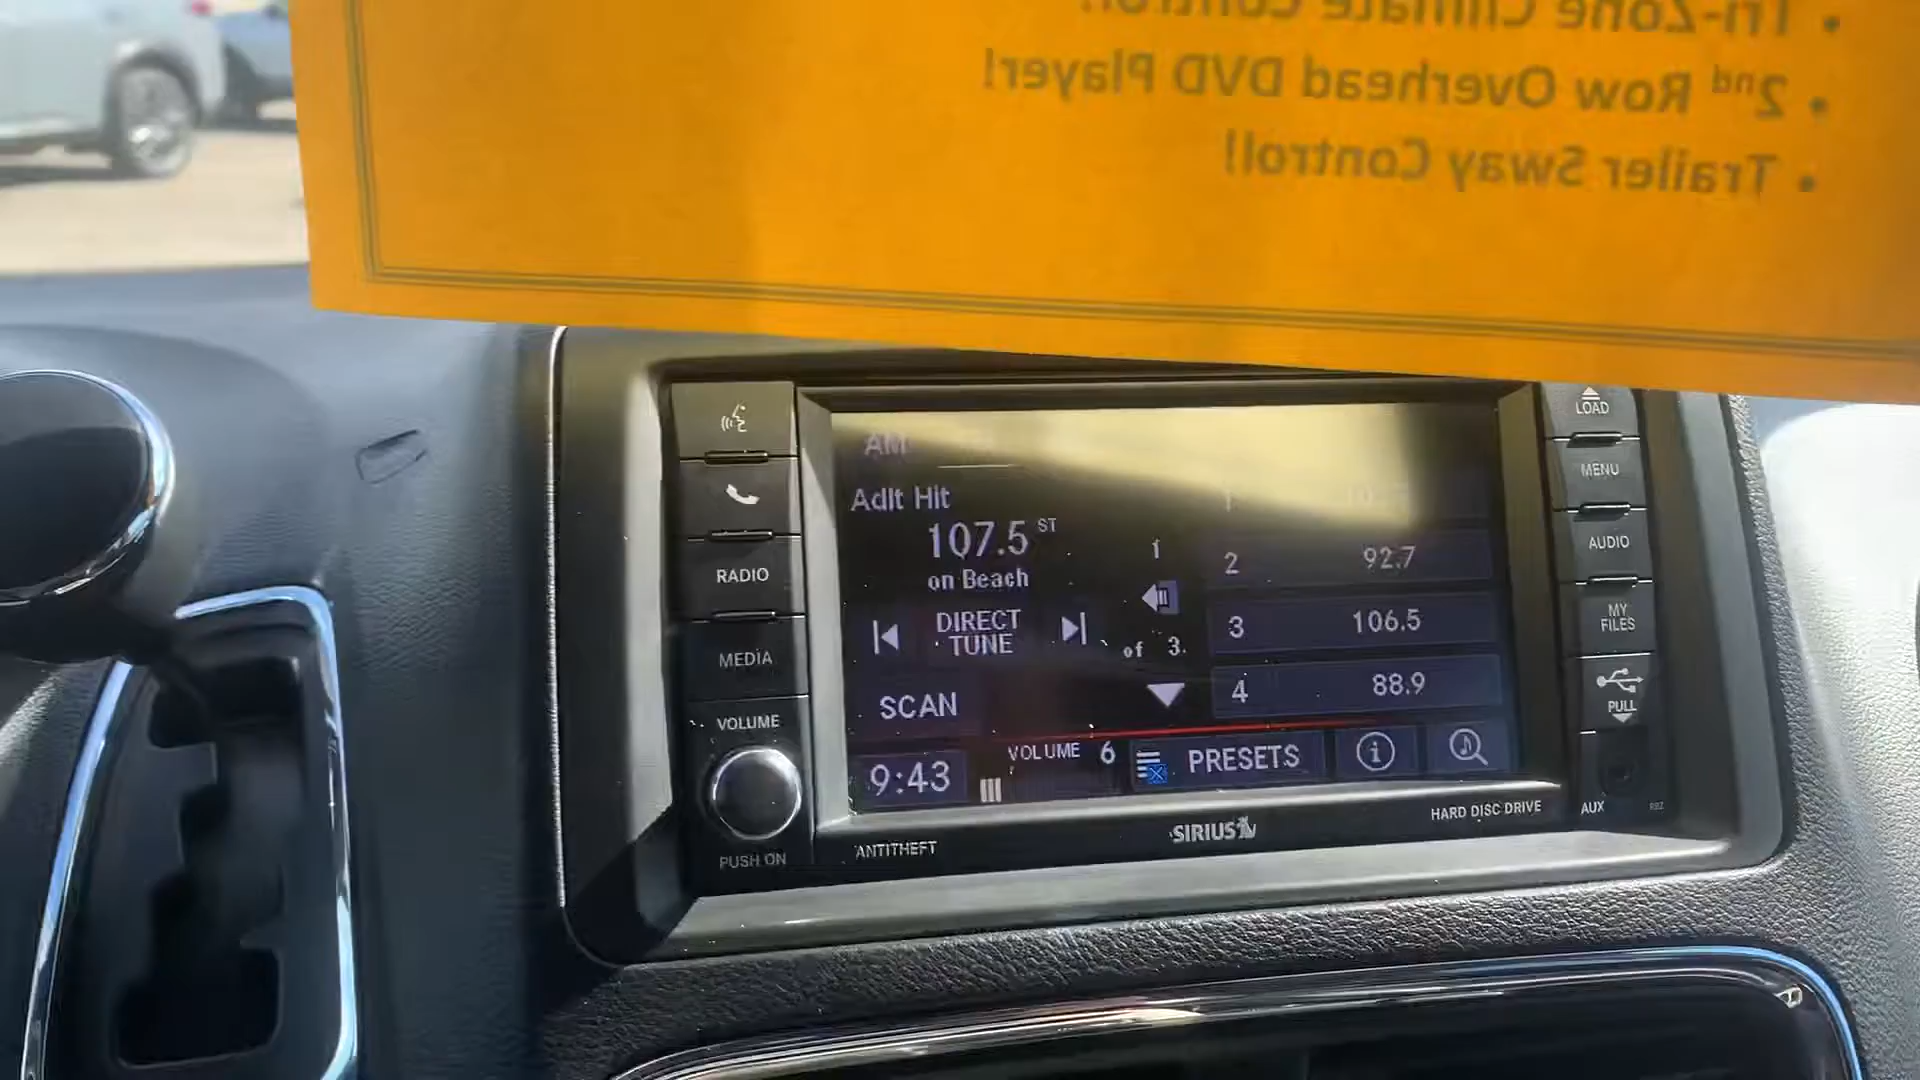 • Tri-Zone Climate Control!
• 2nd Row Overhead DVD Player!
• Trailer Sway Control!
LOAD
MENU
AUDIO
MY
FILES
PULL
AUX
RADIO
MEDIA
VOLUME
PUSH ON
AM
Adlt Hit
107.5 ST
on Beach
DIRECT
TUNE
SCAN
9:43
VOLUME 6
1
of 3
1
2 92.7
3 106.5
4 88.9
PRESETS
ANTITHEFT
SIRIUS
HARD DISC DRIVE